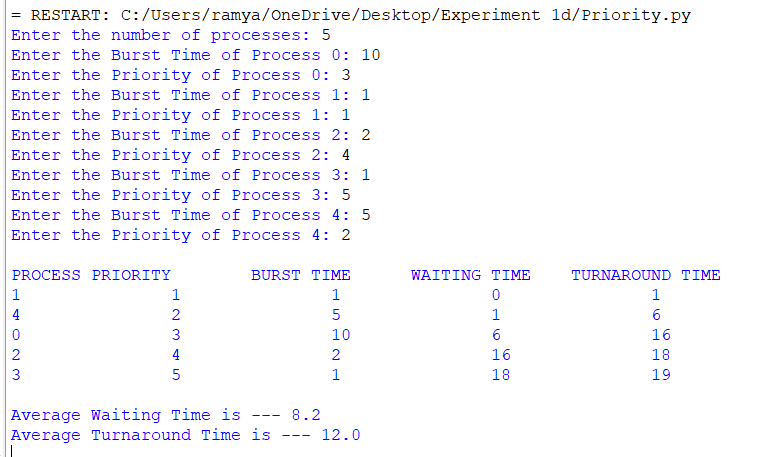 = RESTART: C:/Users/ramya/OneDrive/Desktop/Experiment 1d/Priority.py
Enter the number of processes: 5
Enter the Burst Time of Process 0: 10
Enter the Priority of Process 0: 3
Enter the Burst Time of Process 1: 1
Enter the Priority of Process 1: 1
Enter the Burst Time of Process 2: 2
Enter the Priority of Process 2: 4
Enter the Burst Time of Process 3: 1
Enter the Priority of Process 3: 5
Enter the Burst Time of Process 4: 5
Enter the Priority of Process 4: 2

PROCESS PRIORITY        BURST TIME      WAITING TIME    TURNAROUND TIME
1               1               1               0               1
4               2               5               1               6
0               3               10              6               16
2               4               2               16              18
3               5               1               18              19

Average Waiting Time is --- 8.2
Average Turnaround Time is --- 12.0